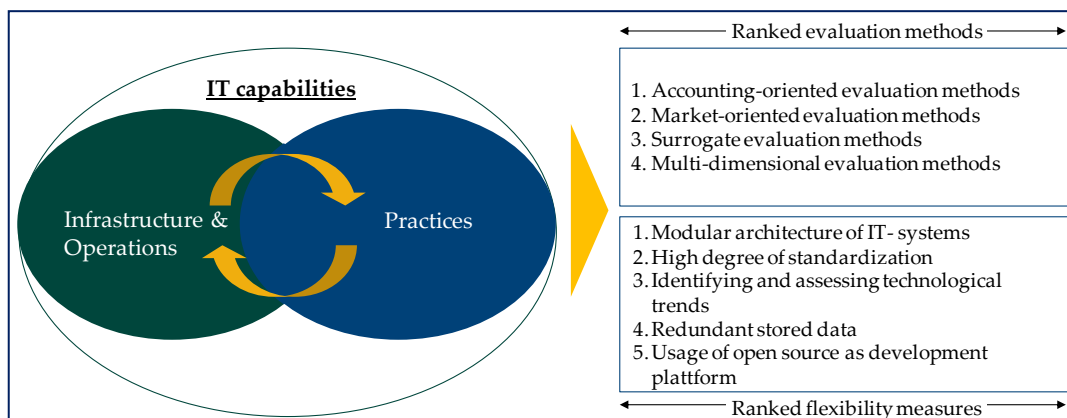 IT capabilities
Infrastructure &
Operations
Practices
Ranked evaluation methods
1. Accounting-oriented evaluation methods
2. Market-oriented evaluation methods
3. Surrogate evaluation methods
4. Multi-dimensional evaluation methods
1. Modular architecture of IT- systems
2. High degree of standardization
3. Identifying and assessing technological
trends
4. Redundant stored data
5. Usage of open source as development
plattform
Ranked flexibility measures